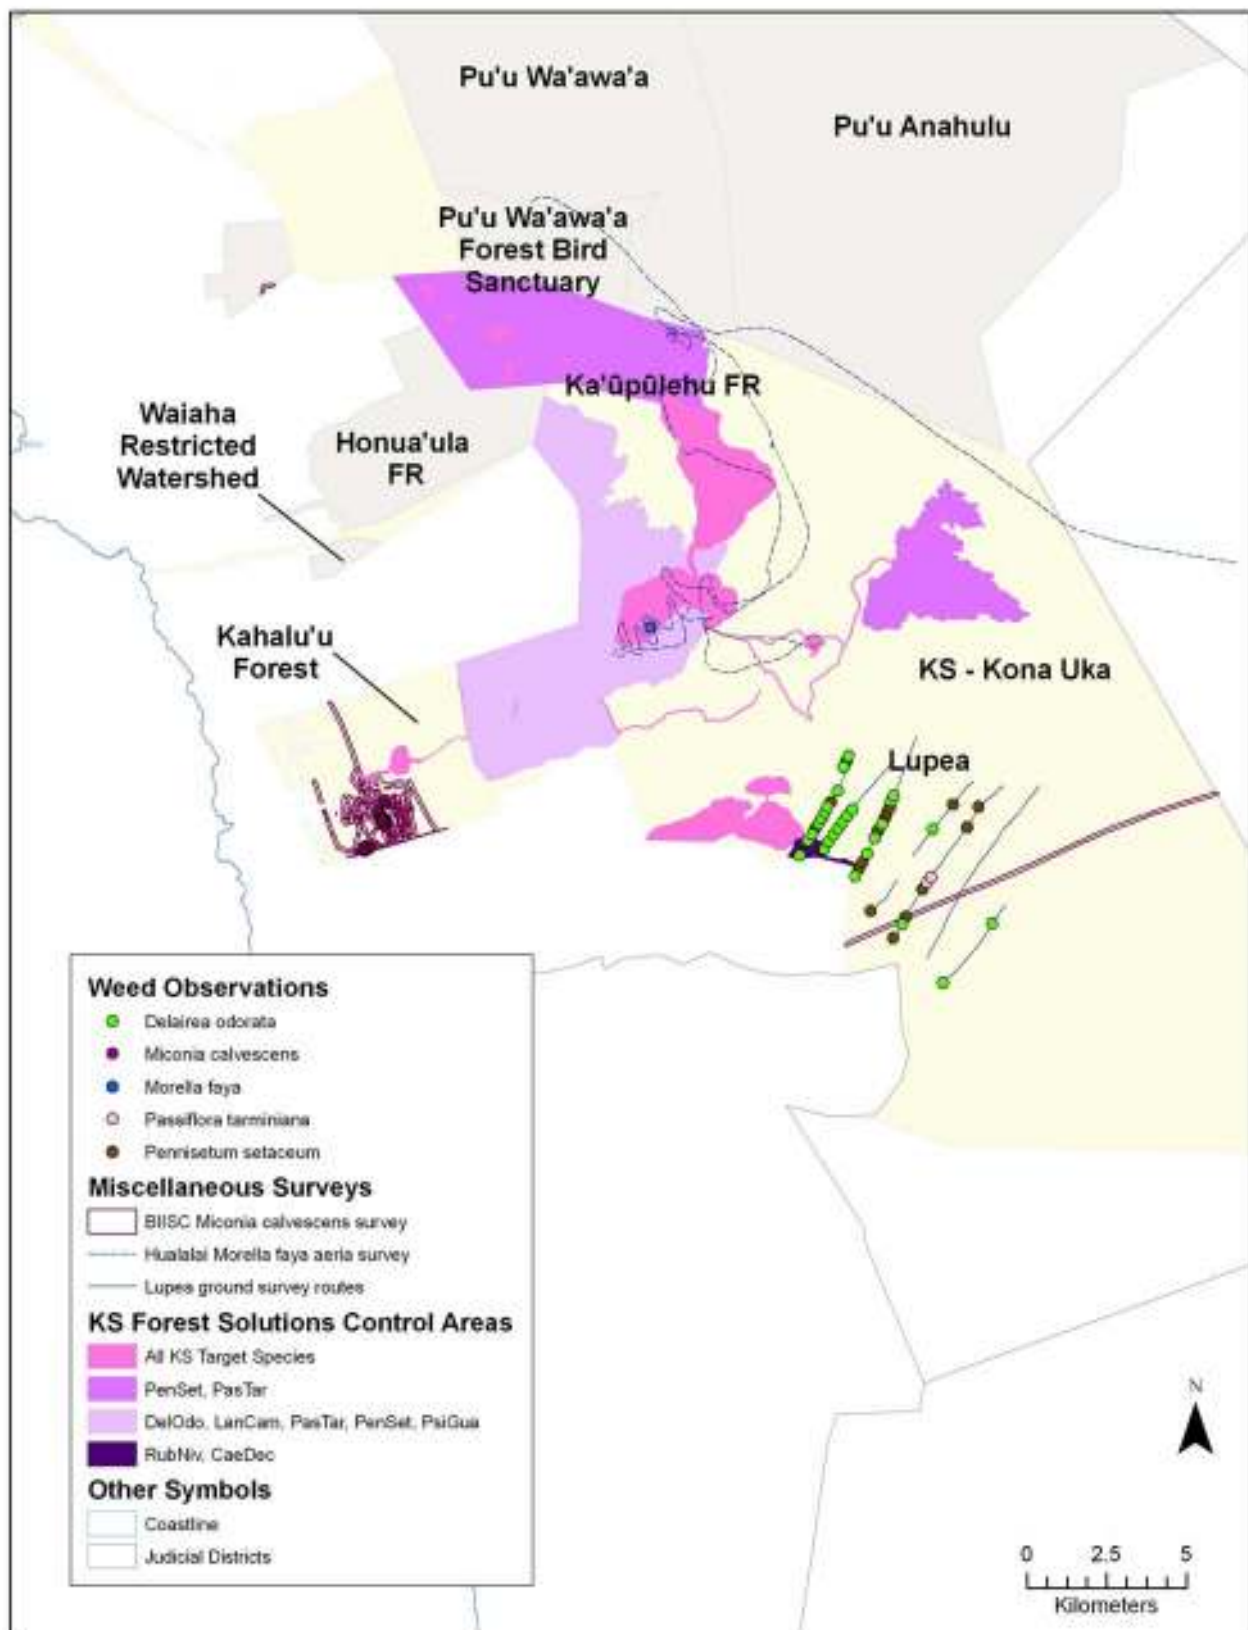 Pu'u Wa'awa'a
Pu'u Anahulu
Pu'u Wa'awa'a
Forest Bird
Sanctuary
Ka'ūpūlehu FR
Waiaha
Restricted
Watershed
Honua'ula
FR
Kahalu'u
Forest
KS - Kona Uka
Lupea
Weed Observations
Delairea odorata
Miconia calvescens
Morella faya
Passiflora tarminiana
Pennisetum setaceum
Miscellaneous Surveys
BIISC Miconia calvescens survey
Hualalai Morella faya aeria survey
Lupea ground survey routes
KS Forest Solutions Control Areas
All KS Target Species
PenSet, PasTar
DelOdo, LanCam, PasTar, PenSet, PsiGua
RubNiv, CaeDec
Other Symbols
Coastline
Judicial Districts
N
0 2.5 5
Kilometers